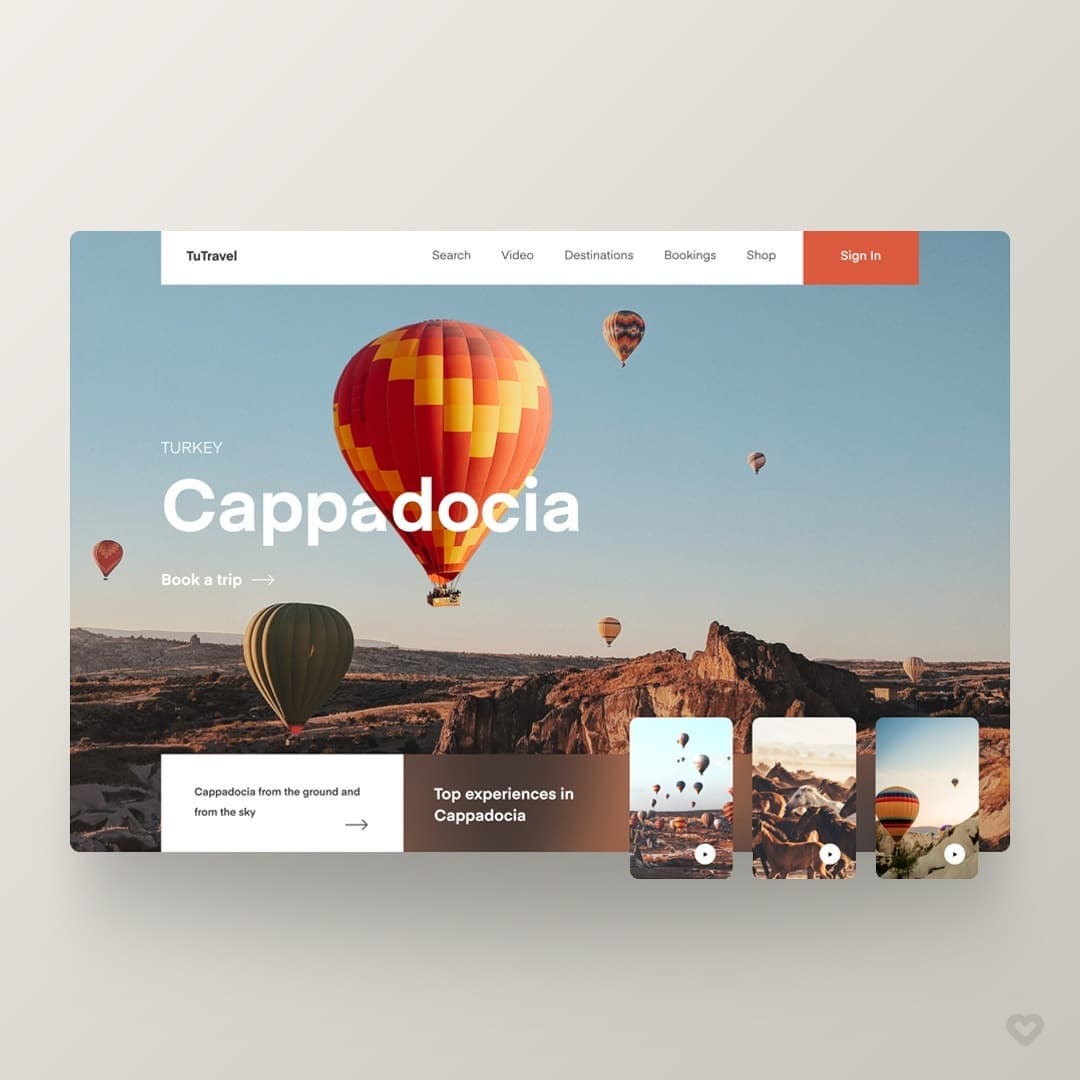 TuTravel
Search
Video
Destinations
Bookings
Shop
Sign In
TURKEY
Cappadocia
Book a trip
Cappadocia from the ground and
from the sky
Top experiences in
Cappadocia